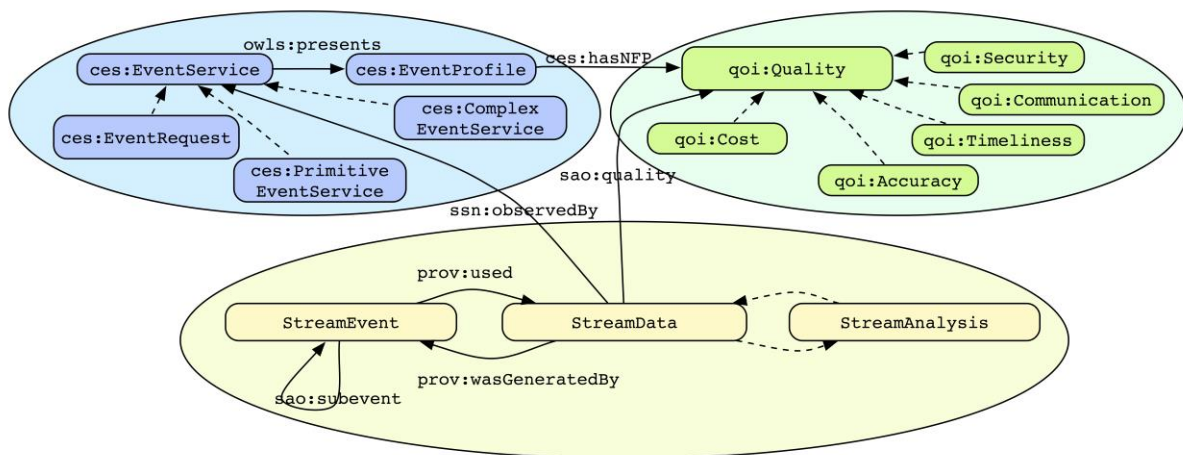 owls:presents
ces:EventService
ces:EventProfile
ces:hasNFP
qoi:Quality
qoi:Security
ces:Complex
EventService
qoi:Communication
ces:EventRequest
qoi:Cost
qoi:Timeliness
ces:Primitive
EventService
sao:quality
qoi:Accuracy
ssn:observedBy
prov:used
StreamEvent
StreamData
StreamAnalysis
prov:wasGeneratedBy
sao:subevent